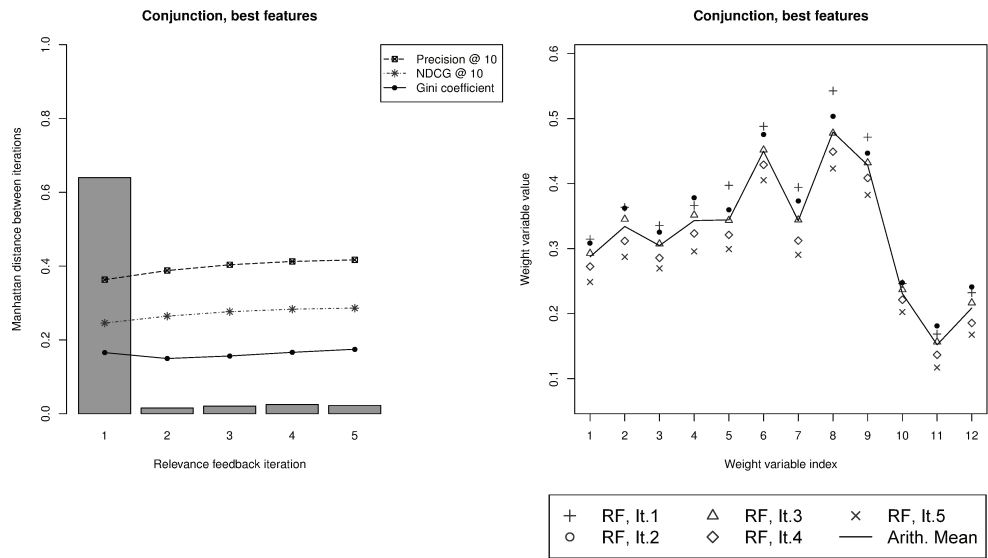 Conjunction, best features
Manhattan distance between iterations
1.0
0.8
0.6
0.4
0.2
0.0
Precision @ 10
NDCG @ 10
Gini coefficient
1 2 3 4 5
Relevance feedback iteration
Conjunction, best features
Weight variable value
0.6
0.5
0.4
0.3
0.2
0.1
1 2 3 4 5 6 7 8 9 10 11 12
Weight variable index
RF, It.1 RF, It.3 RF, It.5
RF, It.2 RF, It.4 Arith. Mean